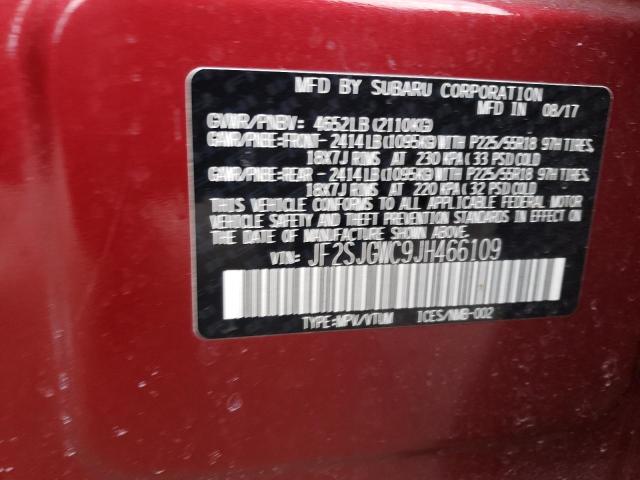 MFD BY SUBARU CORPORATION
MFD IN 08/17
GVWR/PNBV: 4652LB(2110KG)
GAWR/PNBE:FRONT- 2414LB(1095KG)WITH P225/55R18 97H TIRES,
18X7J RIMS AT 230 KPA(33 PSI)COLD
GAWR/PNBE:REAR - 2414LB(1095KG)WITH P225/55R18 97H TIRES,
18X7J RIMS AT 220 KPA(32 PSI)COLD
THIS VEHICLE CONFORMS TO ALL APPLICABLE FEDERAL MOTOR
VEHICLE SAFETY AND THEFT PREVENTION STANDARDS IN EFFECT ON
THE DATE OF MANUFACTURE SHOWN ABOVE.
VIN: JF2SJGWC9JH466109
TYPE:MPV/VTUM ICES/NMB-002